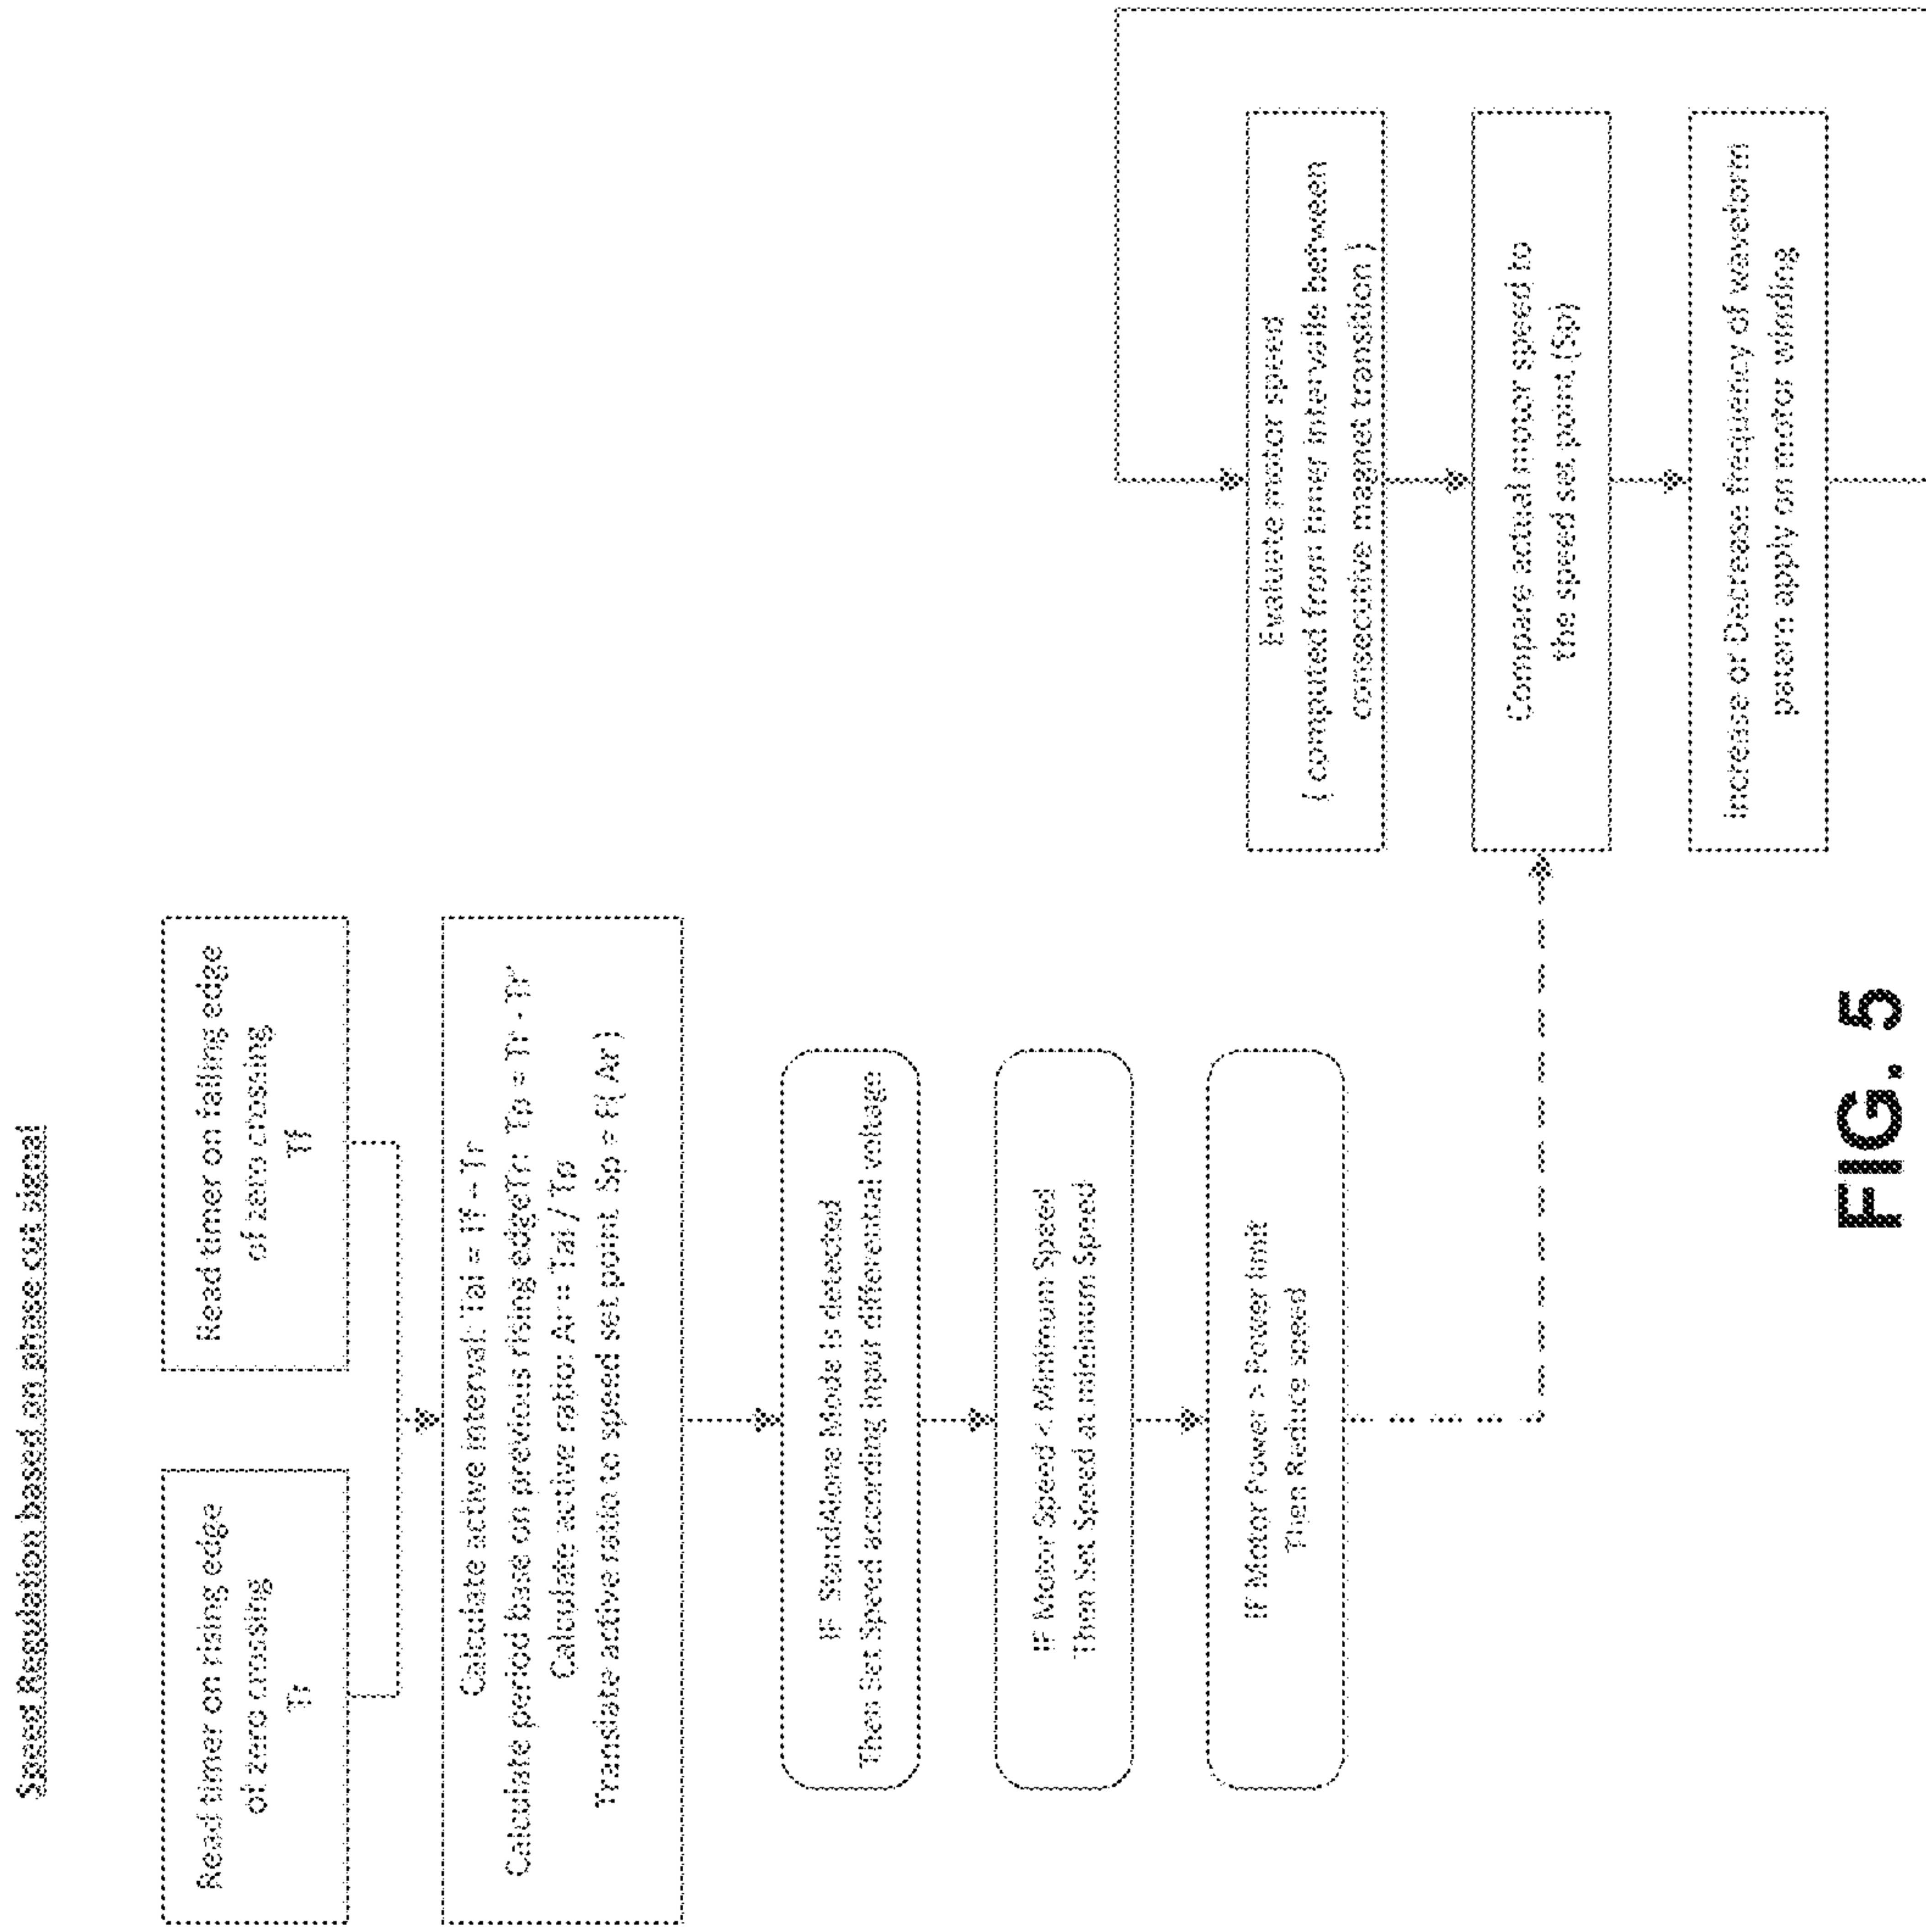 Speed Regulation based on phase cut signal
Read timer on rising edge
of zero crossing
Tr
Read timer on falling edge
of zero crossing
Tf
Calculate active interval: Tai = Tf - Tr
Calculate period base on previous rising edgeTr: Tp = Tr - Tr'
Calculate active ratio: Ar = Tai / Tp
Translate active ratio to speed set point: Sp = f( Ar )
IF StandAlone Mode is detected
Then Set Speed according input differential voltage
IF Motor Speed < Minimum Speed
Then Set Speed at minimum Speed
IF Motor Power > Power limit
Then Reduce speed
Evaluate motor speed
( computed from timer intervalle between
consecutive magnet transition )
Compare actual motor speed to
the speed set point (Sp)
Increase or Decrease frequency of waveform
pattern apply on motor winding
FIG. 5